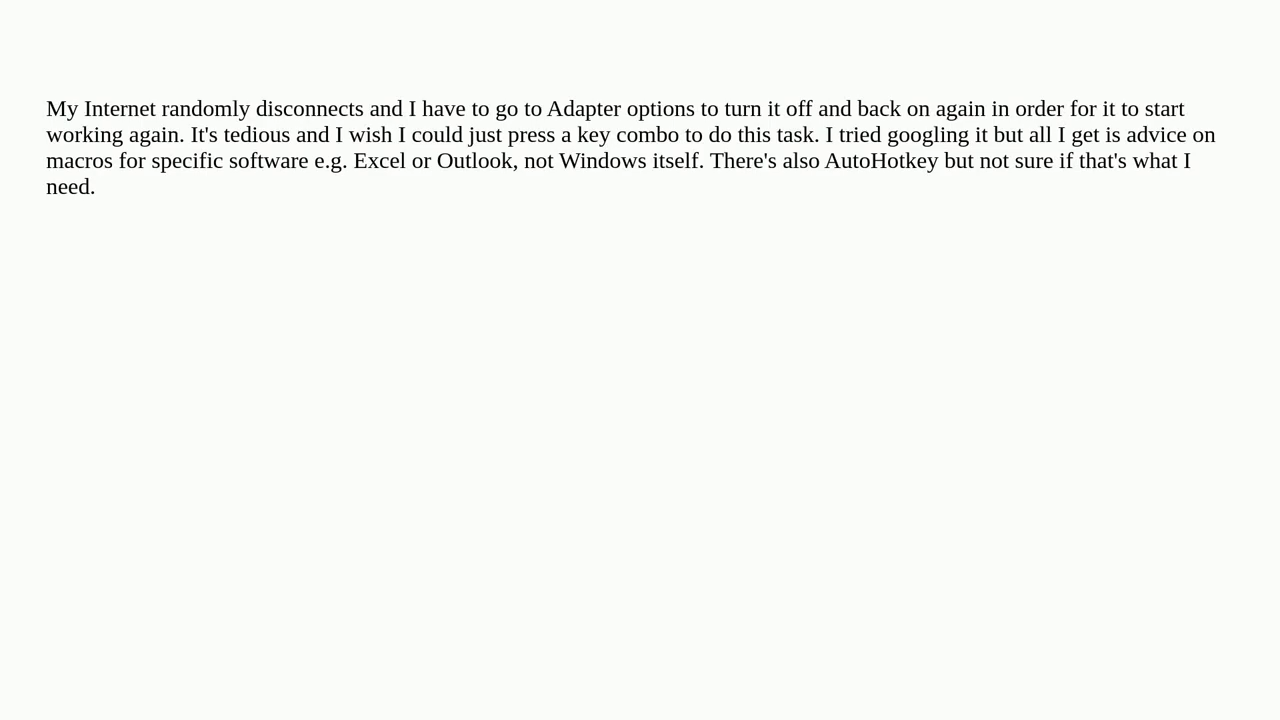 My Internet randomly disconnects and I have to go to Adapter options to turn it off and back on again in order for it to start
working again. It's tedious and I wish I could just press a key combo to do this task. I tried googling it but all I get is advice on
macros for specific software e.g. Excel or Outlook, not Windows itself. There's also AutoHotkey but not sure if that's what I
need.